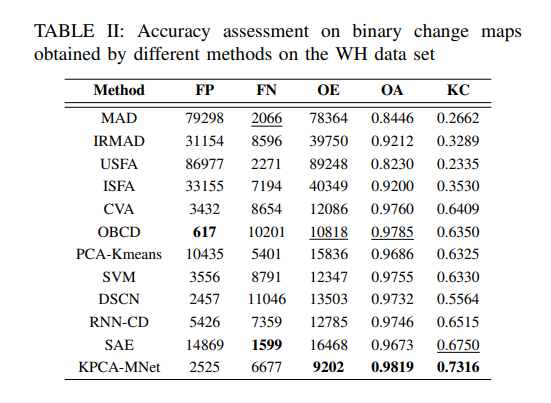 TABLE II: Accuracy assessment on binary change maps
obtained by different methods on the WH data set
Method FP FN OE OA KC
MAD 79298 2066 78364 0.8446 0.2662
IRMAD 31154 8596 39750 0.9212 0.3289
USFA 86977 2271 89248 0.8230 0.2335
ISFA 33155 7194 40349 0.9200 0.3530
CVA 3432 8654 12086 0.9760 0.6409
OBCD 617 10201 10818 0.9785 0.6350
PCA-Kmeans 10435 5401 15836 0.9686 0.6325
SVM 3556 8791 12347 0.9755 0.6330
DSCN 2457 11046 13503 0.9732 0.5564
RNN-CD 5426 7359 12785 0.9746 0.6515
SAE 14869 1599 16468 0.9673 0.6750
KPCA-MNet 2525 6677 9202 0.9819 0.7316